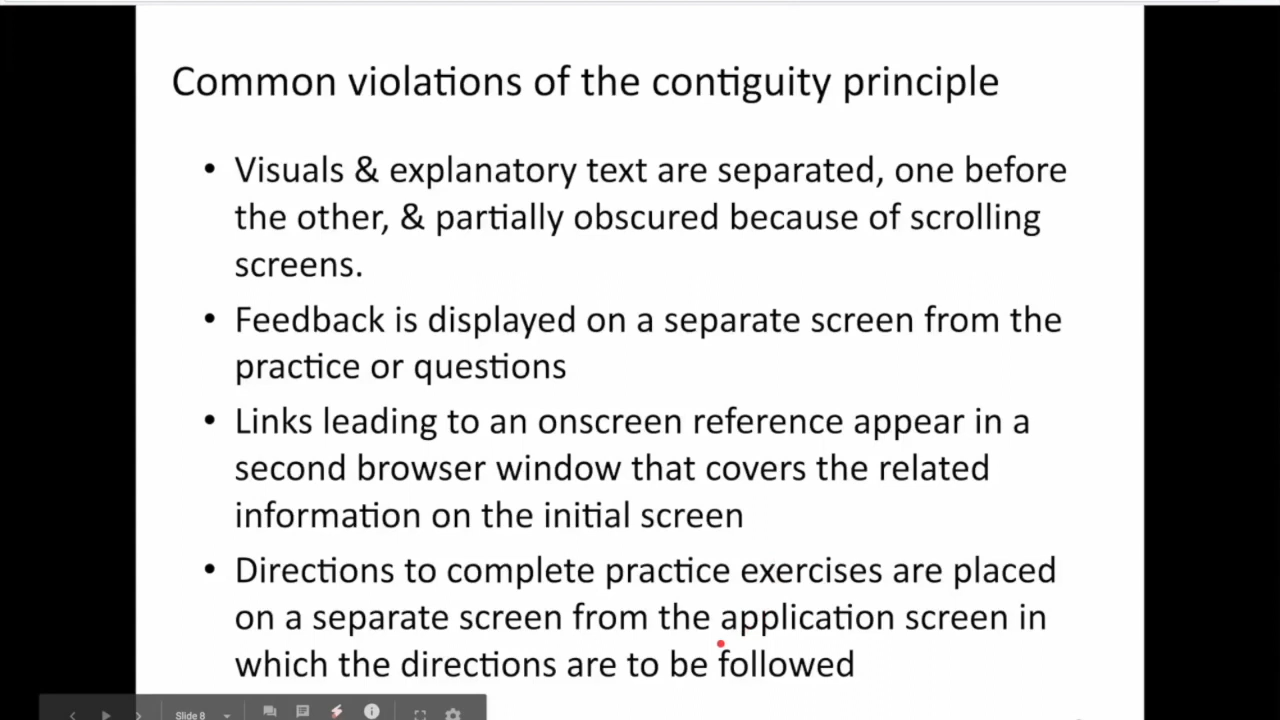 Common violations of the contiguity principle
• Visuals & explanatory text are separated, one before
the other, & partially obscured because of scrolling
screens.
• Feedback is displayed on a separate screen from the
practice or questions
• Links leading to an onscreen reference appear in a
second browser window that covers the related
information on the initial screen
• Directions to complete practice exercises are placed
on a separate screen from the application screen in
which the directions are to be followed
Slide 8